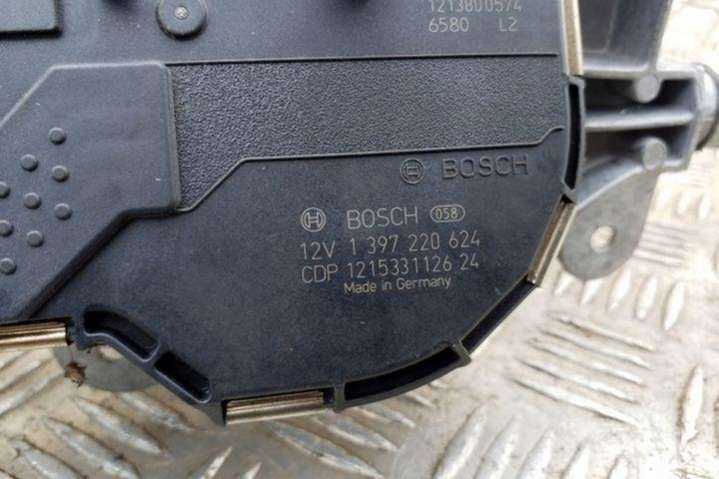 1213800574
6580 L2
BOSCH
BOSCH 058
12V 1 397 220 624
CDP 1215331126 24
Made in Germany